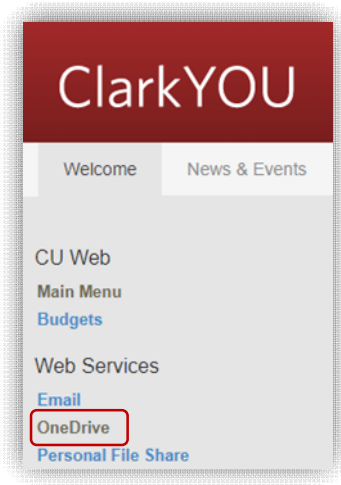 ClarkYOU
Welcome News & Events
CU Web
Main Menu
Budgets
Web Services
Email
OneDrive
Personal File Share